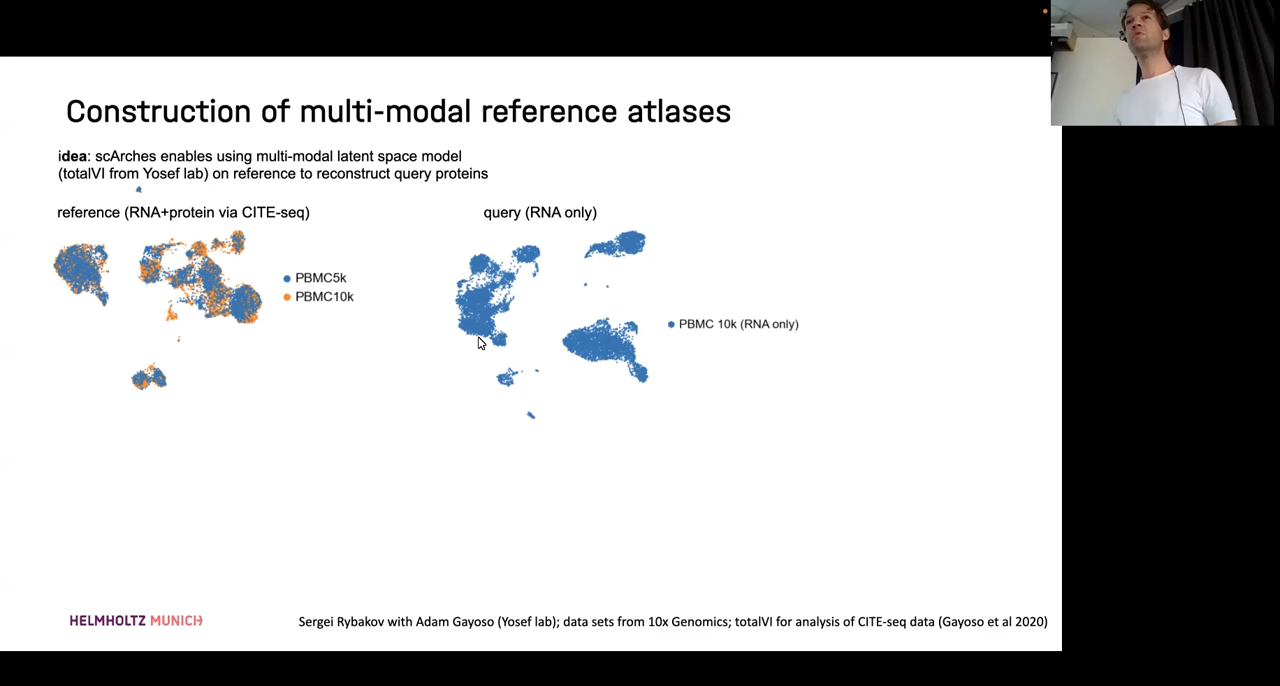 Construction of multi-modal reference atlases
idea: scArches enables using multi-modal latent space model
(totalVI from Yosef lab) on reference to reconstruct query proteins
reference (RNA+protein via CITE-seq)
query (RNA only)
PBMC5k
PBMC10k
PBMC 10k (RNA only)
HELMHOLTZ MUNICH
Sergei Rybakov with Adam Gayoso (Yosef lab); data sets from 10x Genomics; totalVI for analysis of CITE-seq data (Gayoso et al 2020)